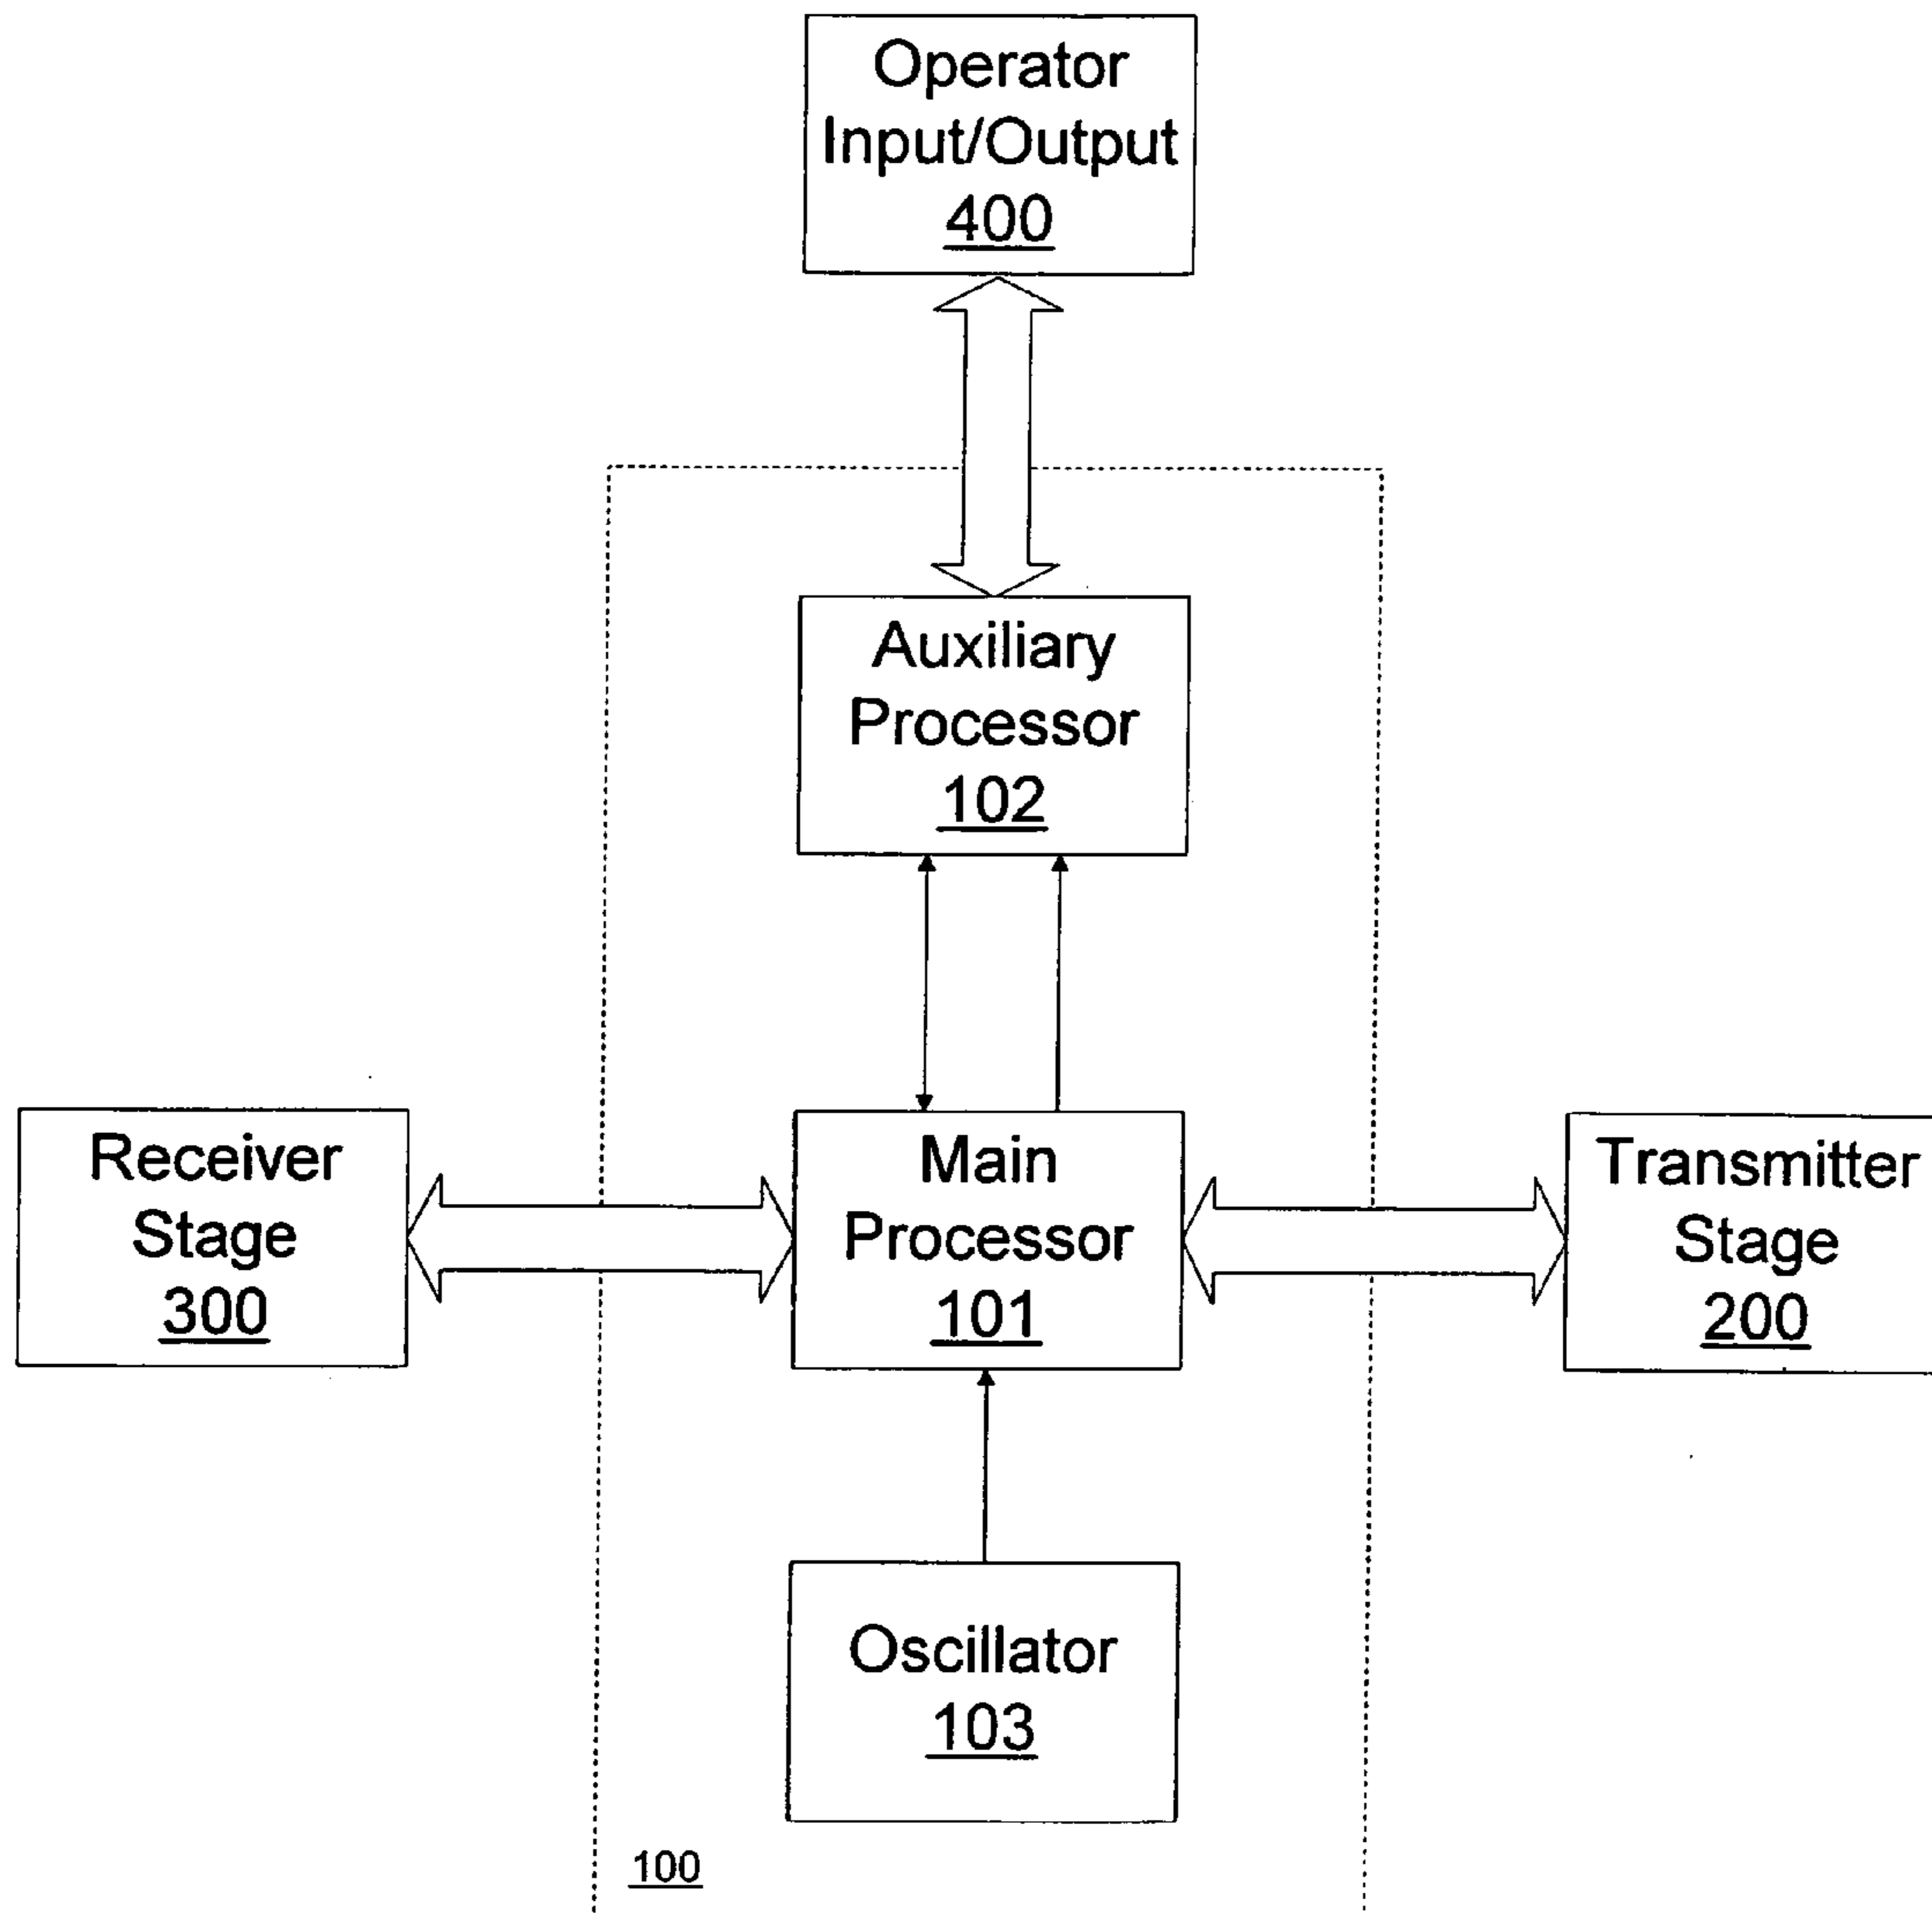 Operator
Input/Output
400
Auxiliary
Processor
102
Receiver
Stage
300
Main
Processor
101
Transmitter
Stage
200
Oscillator
103
100